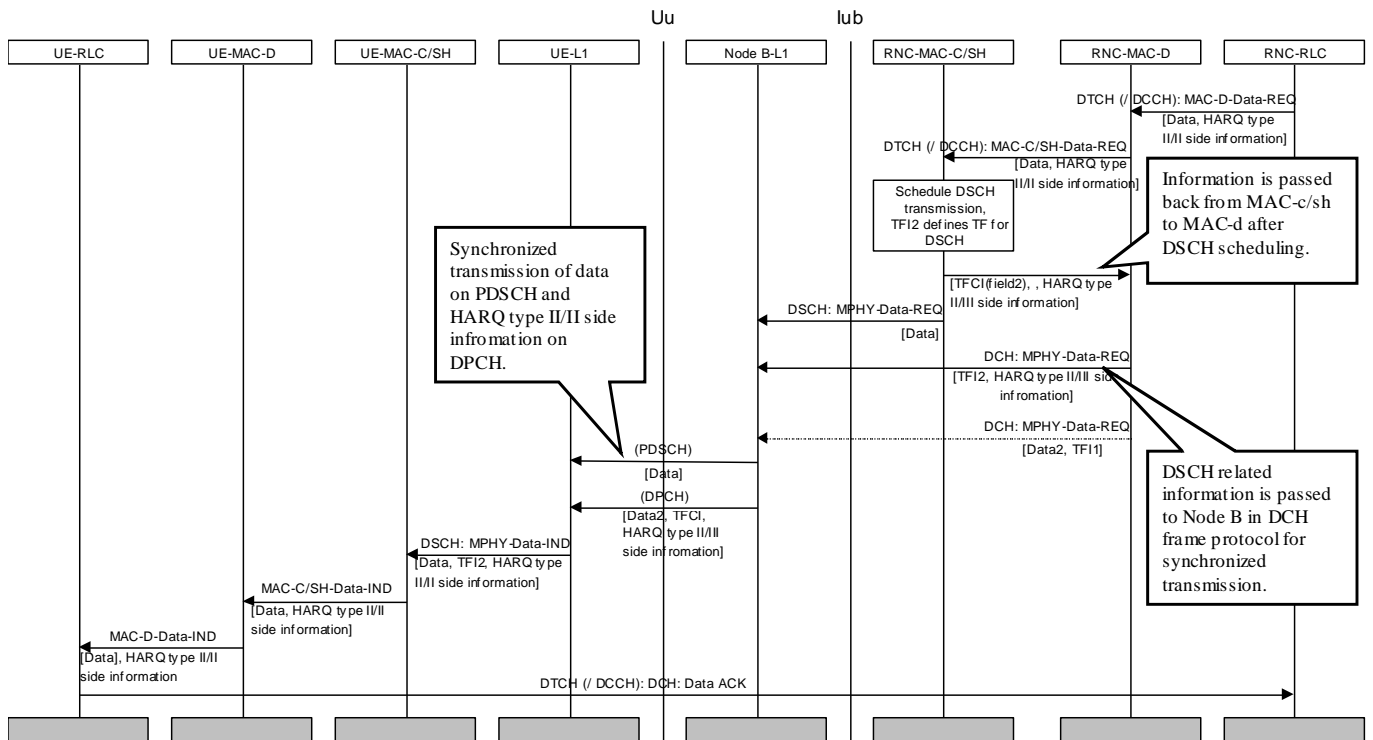 Uu
Iub
UE-RLC
UE-MAC-D
UE-MAC-C/SH
UE-L1
Node B-L1
RNC-MAC-C/SH
RNC-MAC-D
RNC-RLC
DTCH (/ DCCH): MAC-D-Data-REQ
[Data, HARQ type
II/II side information]
DTCH (/ DCCH): MAC-C/SH-Data-REQ
[Data, HARQ type
II/II side information]
Schedule DSCH
transmission,
TFI2 defines TF for
DSCH
Information is passed
back from MAC-c/sh
to MAC-d after
DSCH scheduling.
[TFCI(field2), , HARQ type
II/III side information]
Synchronized
transmission of data
on PDSCH and
HARQ type II/II side
infromation on
DPCH.
DSCH: MPHY-Data-REQ
[Data]
DCH: MPHY-Data-REQ
[TFI2, HARQ type II/III side
infromation]
DCH: MPHY-Data-REQ
[Data2, TFI1]
DSCH related
information is passed
to Node B in DCH
frame protocol for
synchronized
transmission.
(PDSCH)
[Data]
(DPCH)
[Data2, TFCI,
HARQ type II/III
side infromation]
DSCH: MPHY-Data-IND
[Data, TFI2, HARQ type
II/II side information]
MAC-C/SH-Data-IND
[Data, HARQ type II/II
side information]
MAC-D-Data-IND
[Data], HARQ type II/II
side information
DTCH (/ DCCH): DCH: Data ACK